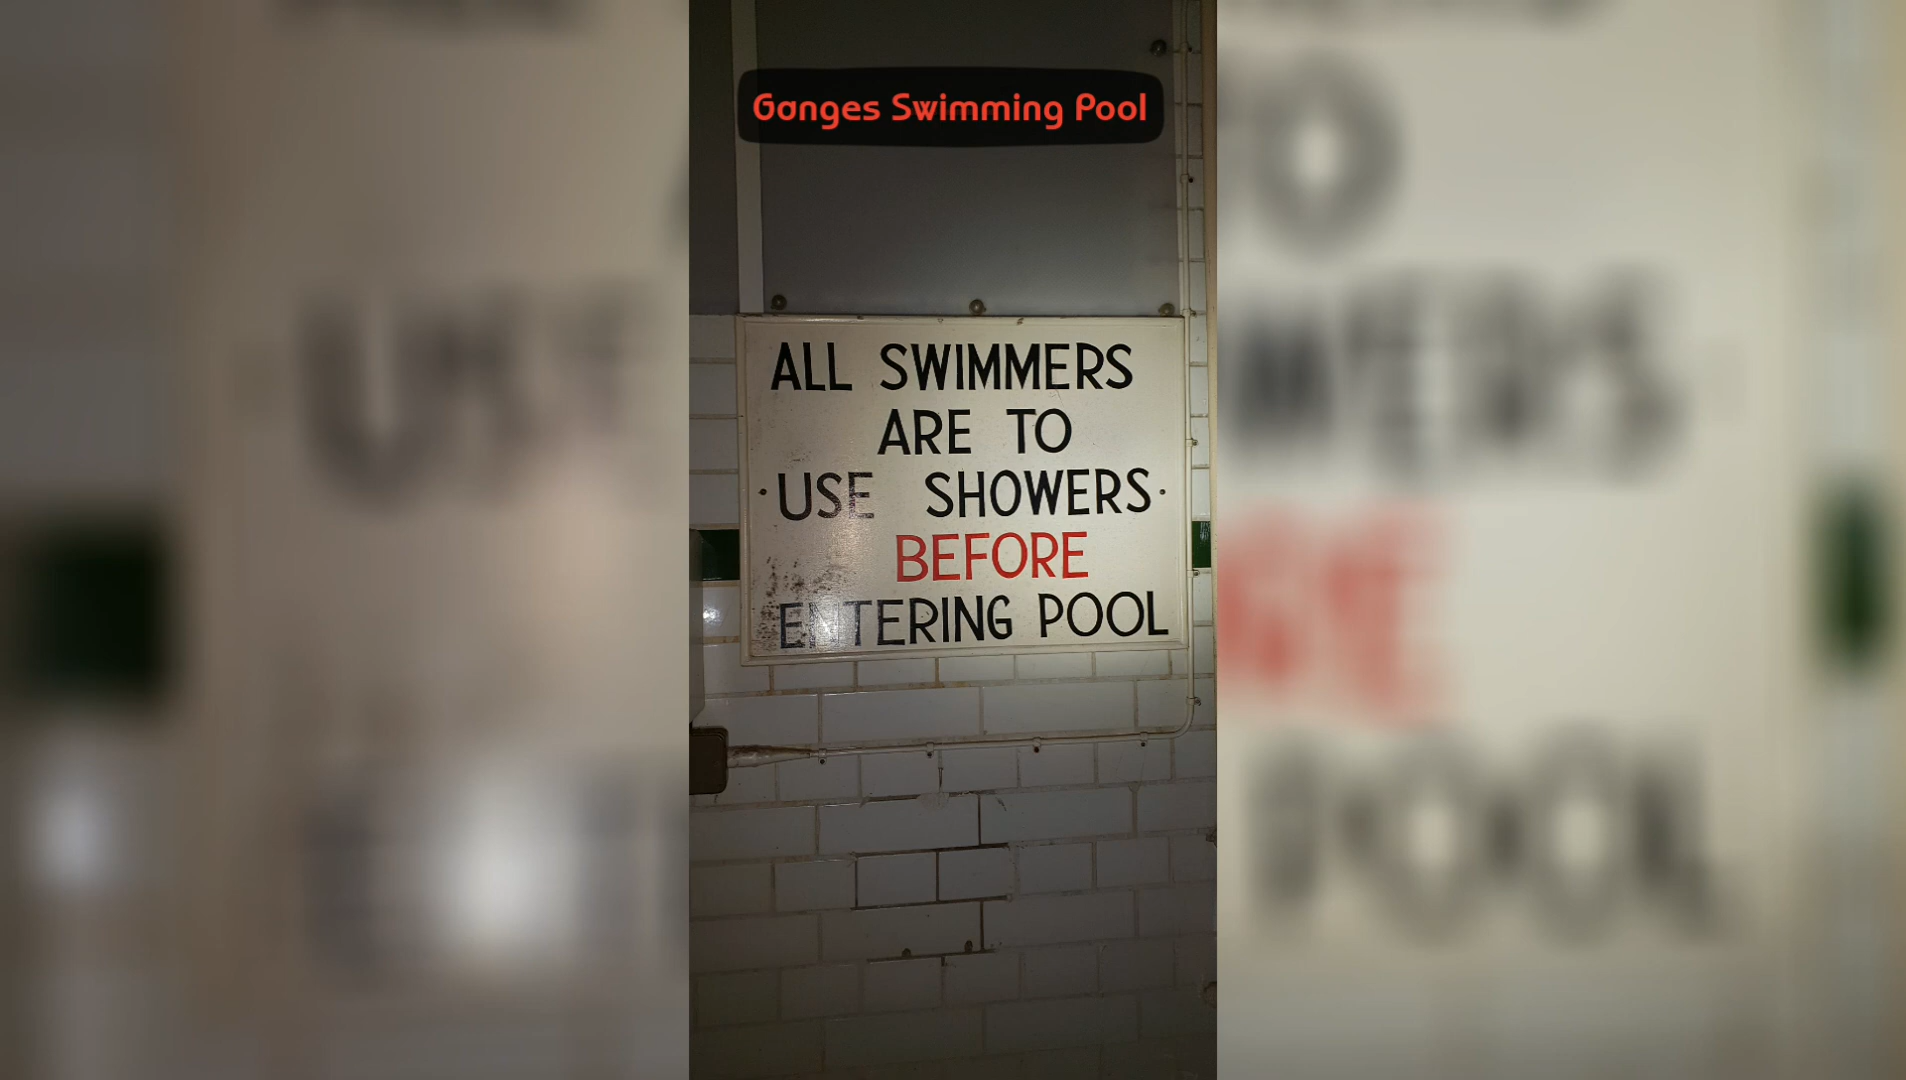 Ganges Swimming Pool
ALL SWIMMERS
ARE TO
·USE SHOWERS·
BEFORE
ENTERING POOL